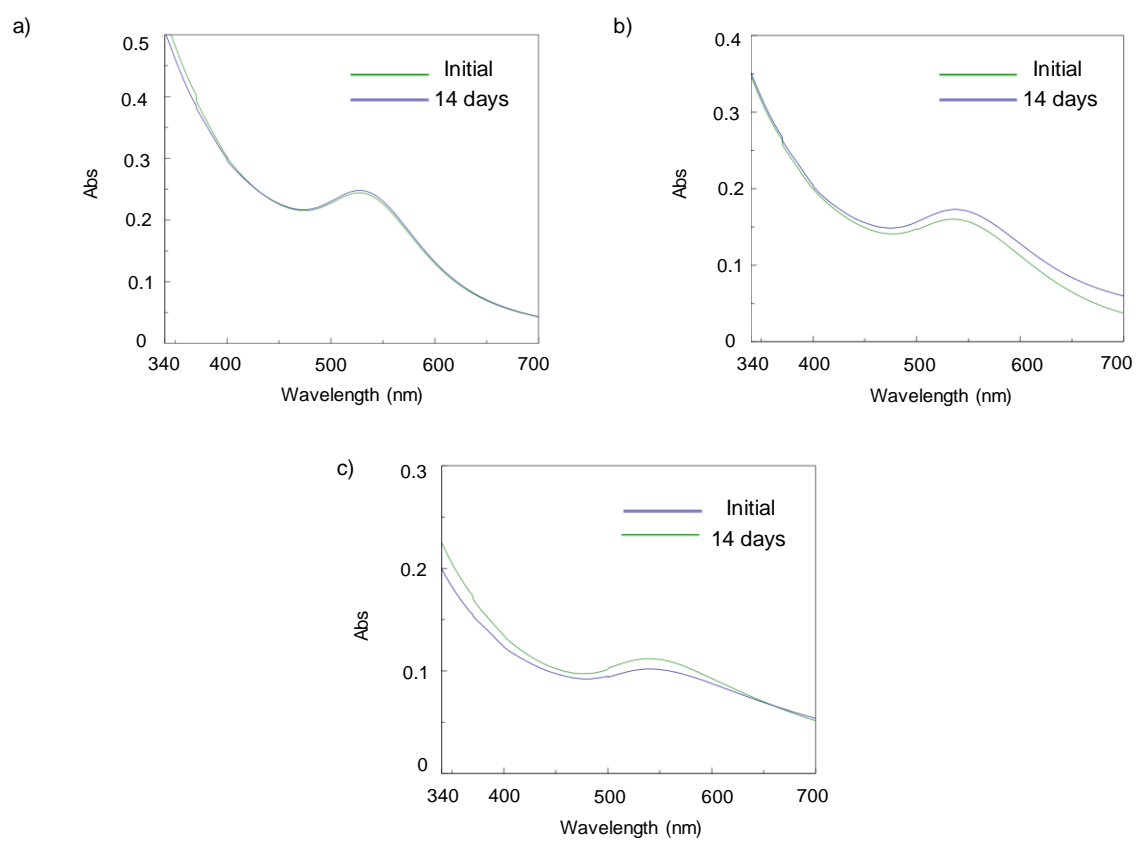 a)
0.5
0.4
0.3
0.2
0.1
0
Abs
Initial
14 days
340 400 500 600 700
Wavelength (nm)
b)
0.4
0.3
0.2
0.1
0
Abs
Initial
14 days
340 400 500 600 700
Wavelength (nm)
c)
0.3
0.2
0.1
0
Abs
Initial
14 days
340 400 500 600 700
Wavelength (nm)